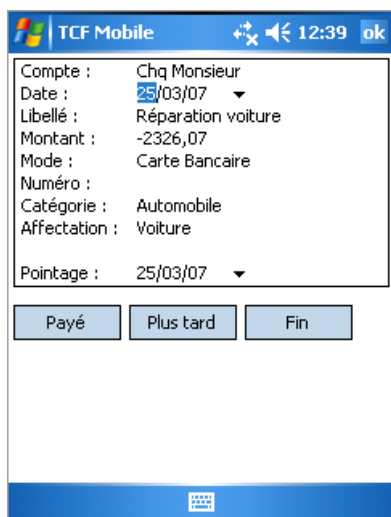 TCF Mobile 12:39 ok
Compte : Chq Monsieur
Date : 25/03/07
Libellé : Réparation voiture
Montant : -2326,07
Mode : Carte Bancaire
Numéro :
Catégorie : Automobile
Affectation : Voiture
Pointage : 25/03/07
Payé Plus tard Fin